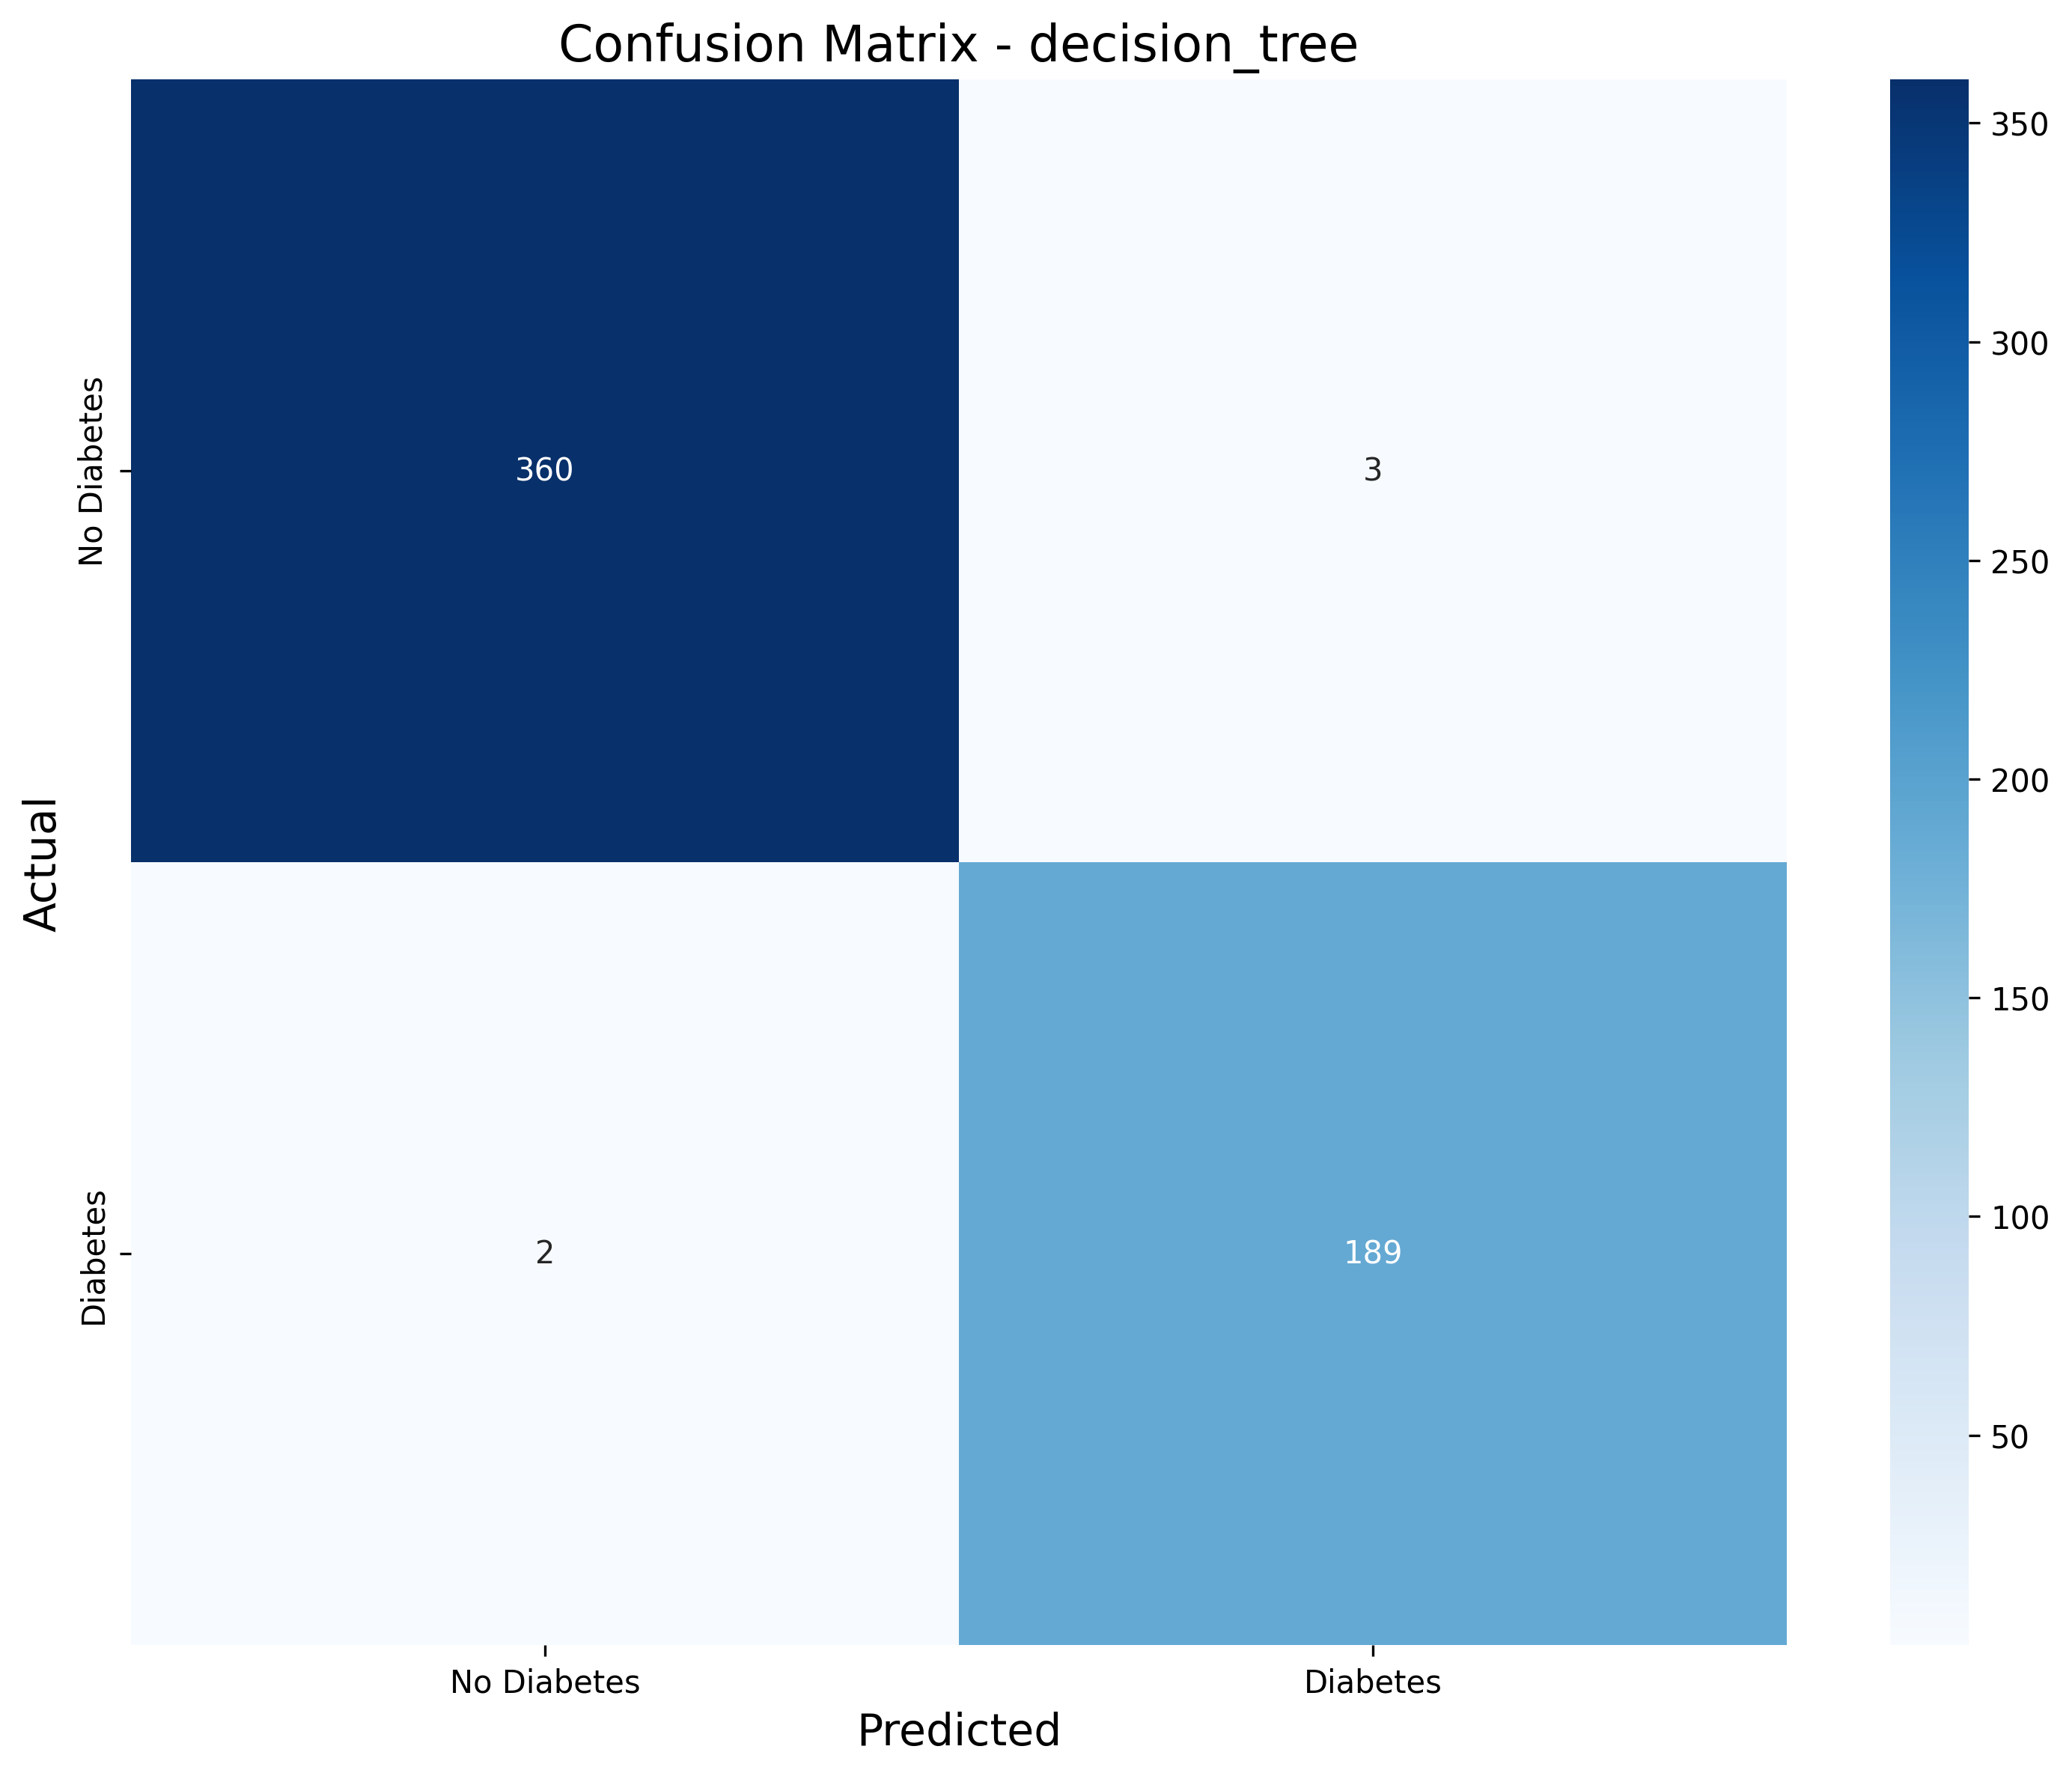 Confusion Matrix - decision_tree
Actual
No Diabetes
Diabetes
360
3
2
189
No Diabetes
Diabetes
Predicted
350
300
250
200
150
100
50